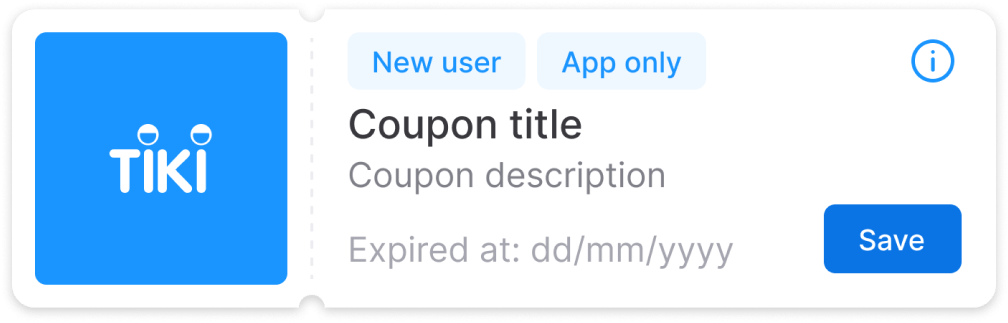 TIKI
New user
App only
Coupon title
Coupon description
Expired at: dd/mm/yyyy
Save